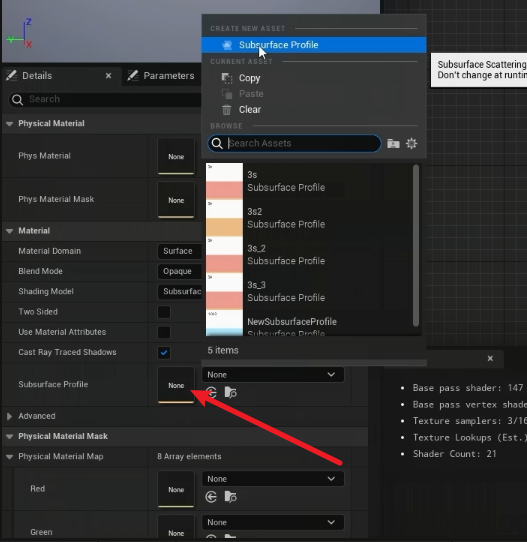 Z
Y
X
CREATE NEW ASSET
Subsurface Profile
CURRENT ASSET
Subsurface Scattering
Don't change at runtin
Details
Parameters
Copy
Paste
Search
Clear
BROWSE
Physical Material
Search Assets
Phys Material
None
3s
Subsurface Profile
Phys Material Mask
None
3s2
Subsurface Profile
Material
Material Domain
Surface
3s_2
Subsurface Profile
Blend Mode
Opaque
Shading Model
Subsurfac
3s_3
Subsurface Profile
Two Sided
Use Material Attributes
NewSubsurfaceProfile
Subsurface Profile
Cast Ray Traced Shadows
5 items
Subsurface Profile
None
None
Advanced
Base pass shader: 147
Base pass vertex shade
Texture samplers: 3/16
Texture Lookups (Est.)
Shader Count: 21
Physical Material Mask
Physical Material Map
8 Array elements
Red
None
None
Green
None
None